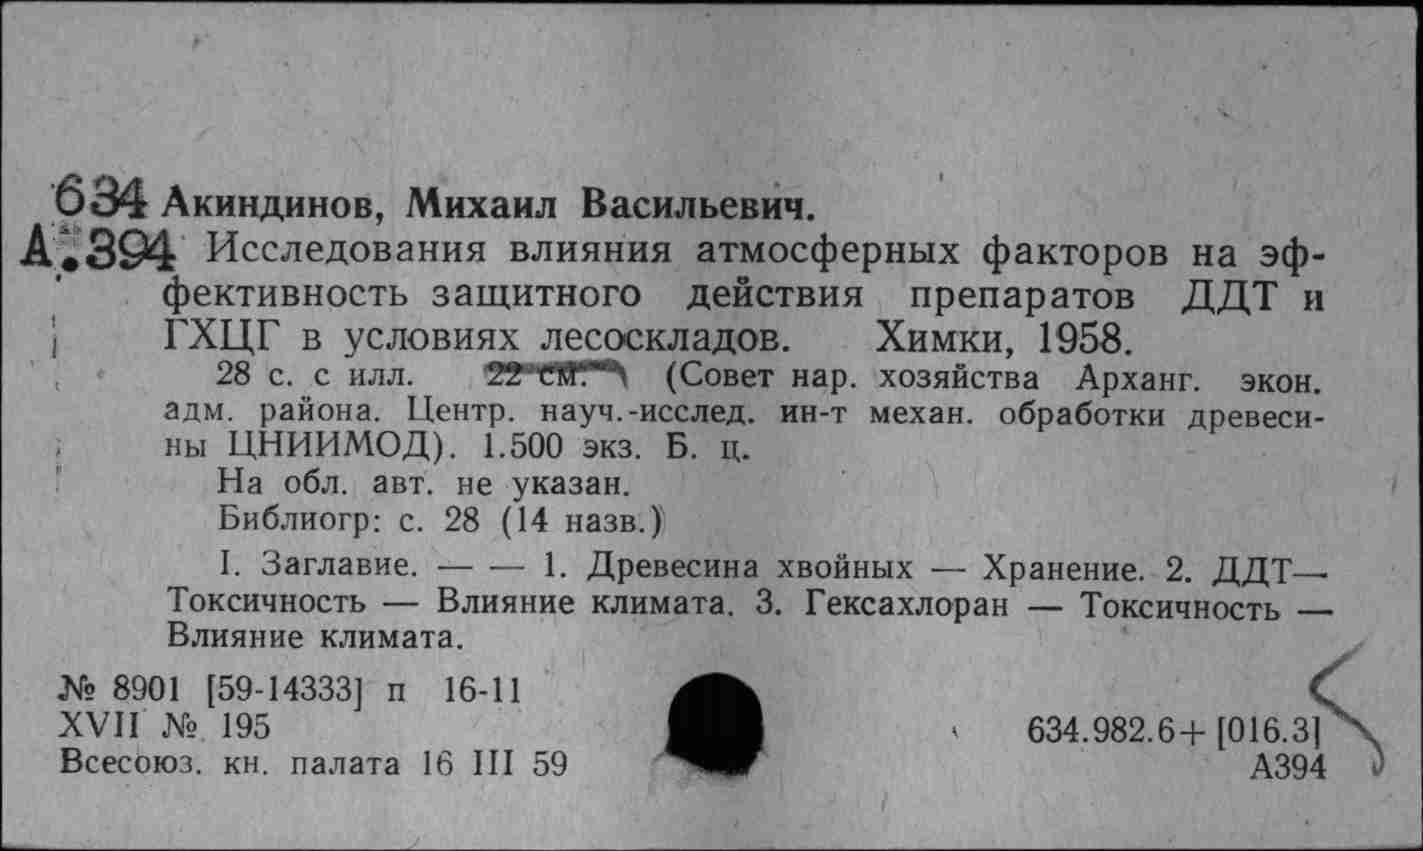 634 Акиндинов, Михаил Васильевич.
А.394 Исследования влияния атмосферных факторов на эф-
фективность защитного действия препаратов ДДТ и
ГХЦГ в условиях лесоскладов. Химки, 1958.
28 с. с илл. 22 см. (Совет нар. хозяйства Арханг. экон.
адм. района. Центр. науч.-исслед. ин-т механ. обработки древеси-
ны ЦНИИМОД). 1.500 экз. Б. ц.
На обл. авт. не указан.
Библиогр: с. 28 (14 назв.)
I. Заглавие. — — 1. Древесина хвойных — Хранение. 2. ДДТ—
Токсичность — Влияние климата. 3. Гексахлоран — Токсичность —
Влияние климата.
№ 8901 [59-14333] п 16-11
XVII № 195 634.982.6+[016.3]
Всесоюз. кн. палата 16 III 59 А394